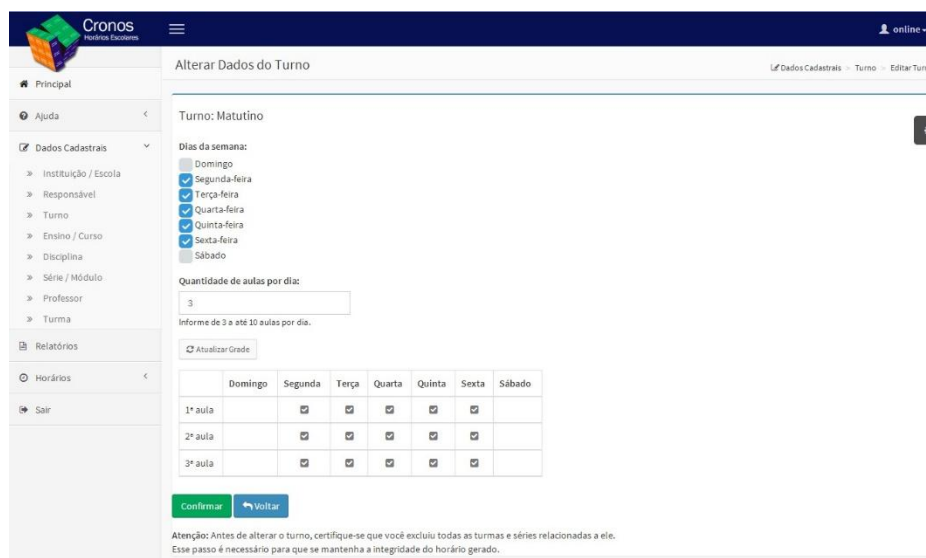 Cronos
Horários Escolares
online
Alterar Dados do Turno
Dados Cadastrais > Turno > Editar Turn
Principal
Ajuda
Dados Cadastrais
» Instituição / Escola
» Responsável
» Turno
» Ensino / Curso
» Disciplina
» Série / Módulo
» Professor
» Turma
Relatórios
Horários
Sair
Turno: Matutino
Dias da semana:
Domingo
Segunda-feira
Terça-feira
Quarta-feira
Quinta-feira
Sexta-feira
Sábado
Quantidade de aulas por dia:
3
Informe de 3 a até 10 aulas por dia.
Atualizar Grade
Domingo Segunda Terça Quarta Quinta Sexta Sábado
1ª aula
2ª aula
3ª aula
Confirmar
Voltar
Atenção: Antes de alterar o turno, certifique-se que você excluiu todas as turmas e séries relacionadas a ele.
Esse passo é necessário para que se mantenha a integridade do horário gerado.